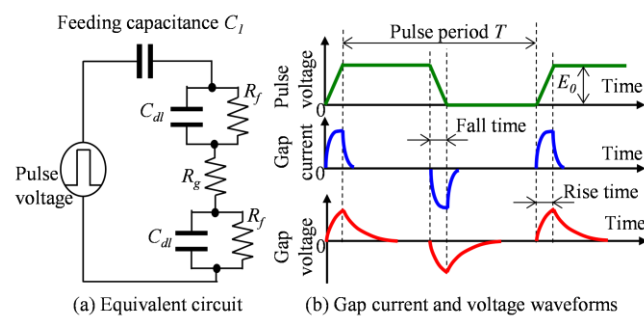 (a)
Feeding capacitance C1
Cdl
Rf
Rg
Pulse
voltage
Cdl
Rf
(a) Equivalent circuit
(b)
Pulse period T
Pulse
voltage
0
E0
Time
Fall time
Gap
current
0
Time
Rise time
Gap
voltage
0
Time
(b) Gap current and voltage waveforms